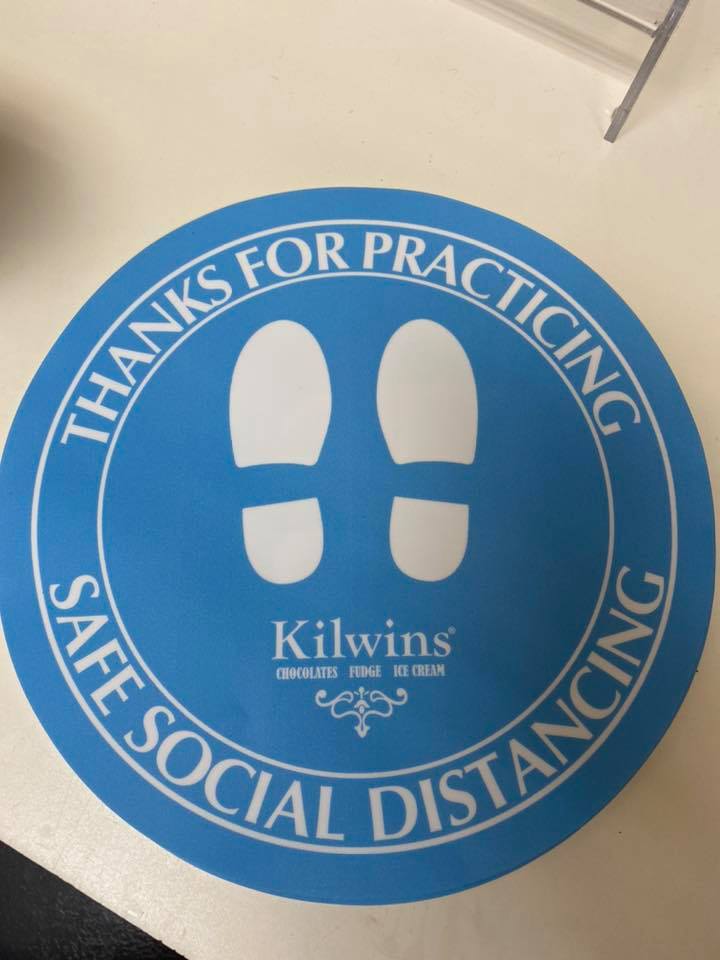 THANKS FOR PRACTICING
Kilwins®
CHOCOLATES FUDGE ICE CREAM
SAFE SOCIAL DISTANCING